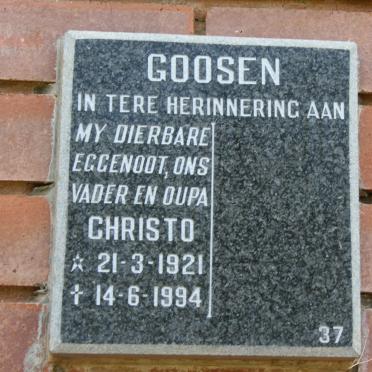 GOOSEN
IN TERE HERINNERING AAN
MY DIERBARE
EGGENOOT, ONS
VADER EN OUPA
CHRISTO
☆ 21-3-1921
✝ 14-6-1994
37